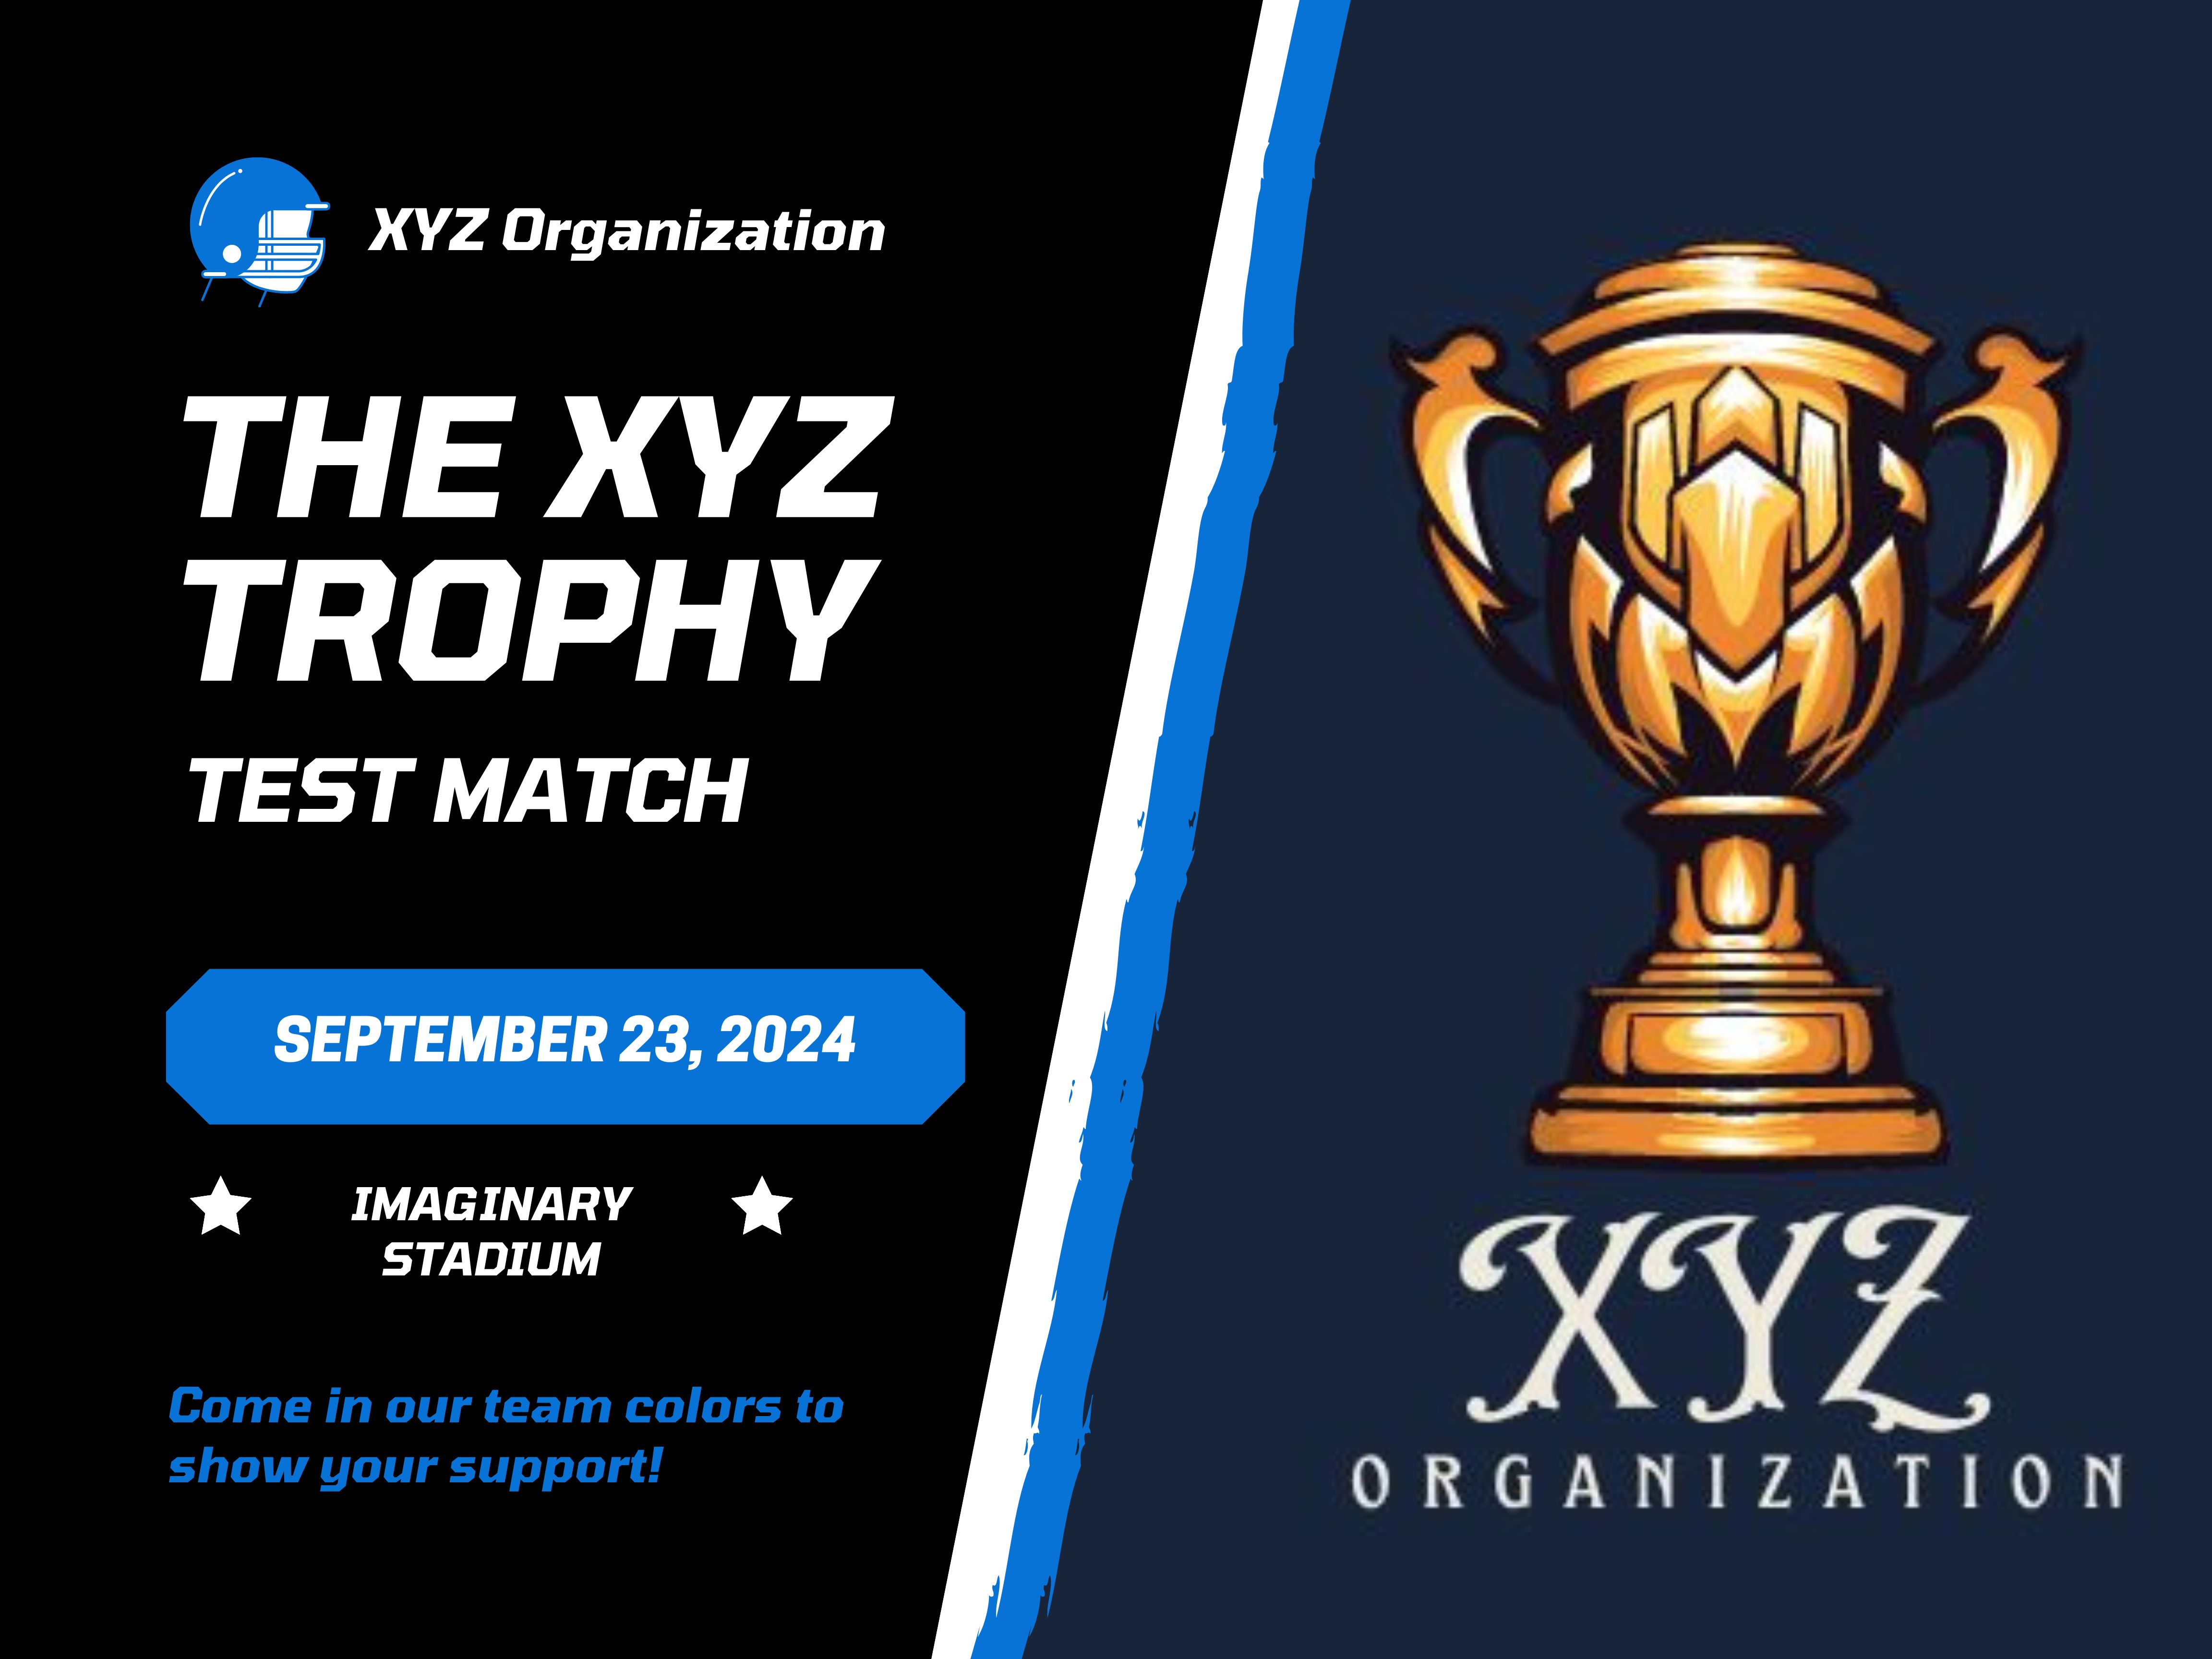 XYZ Organization
THE XYZ
TROPHY
TEST MATCH
SEPTEMBER 23, 2024
IMAGINARY
STADIUM
Come in our team colors to
show your support!
XYZ
ORGANIZATION